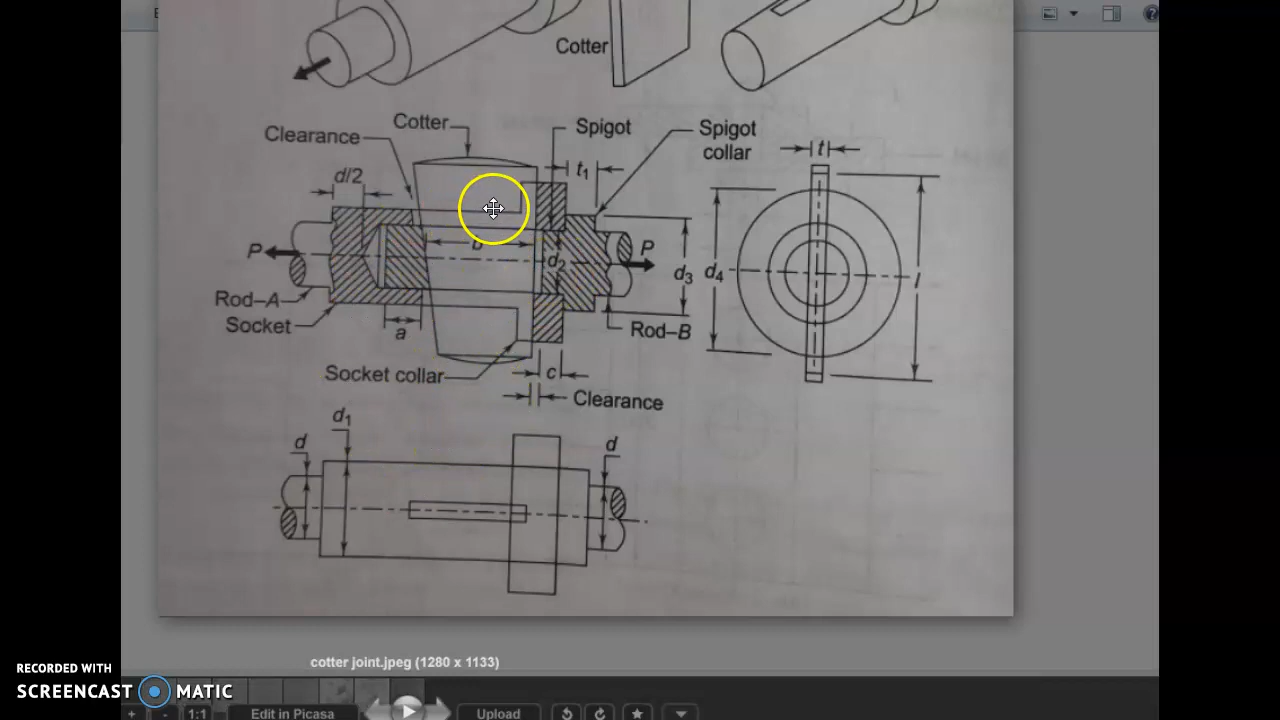 Cotter
Cotter
Spigot
Spigot
collar
Clearance
t
t1
d/2
P
b
d2
P
d3
d4
l
Rod–A
Socket
a
Rod–B
Socket collar
c
Clearance
d1
d
d
cotter joint.jpeg (1280 x 1133)
RECORDED WITH
SCREENCAST MATIC
+ - 1:1 Edit in Picasa Upload